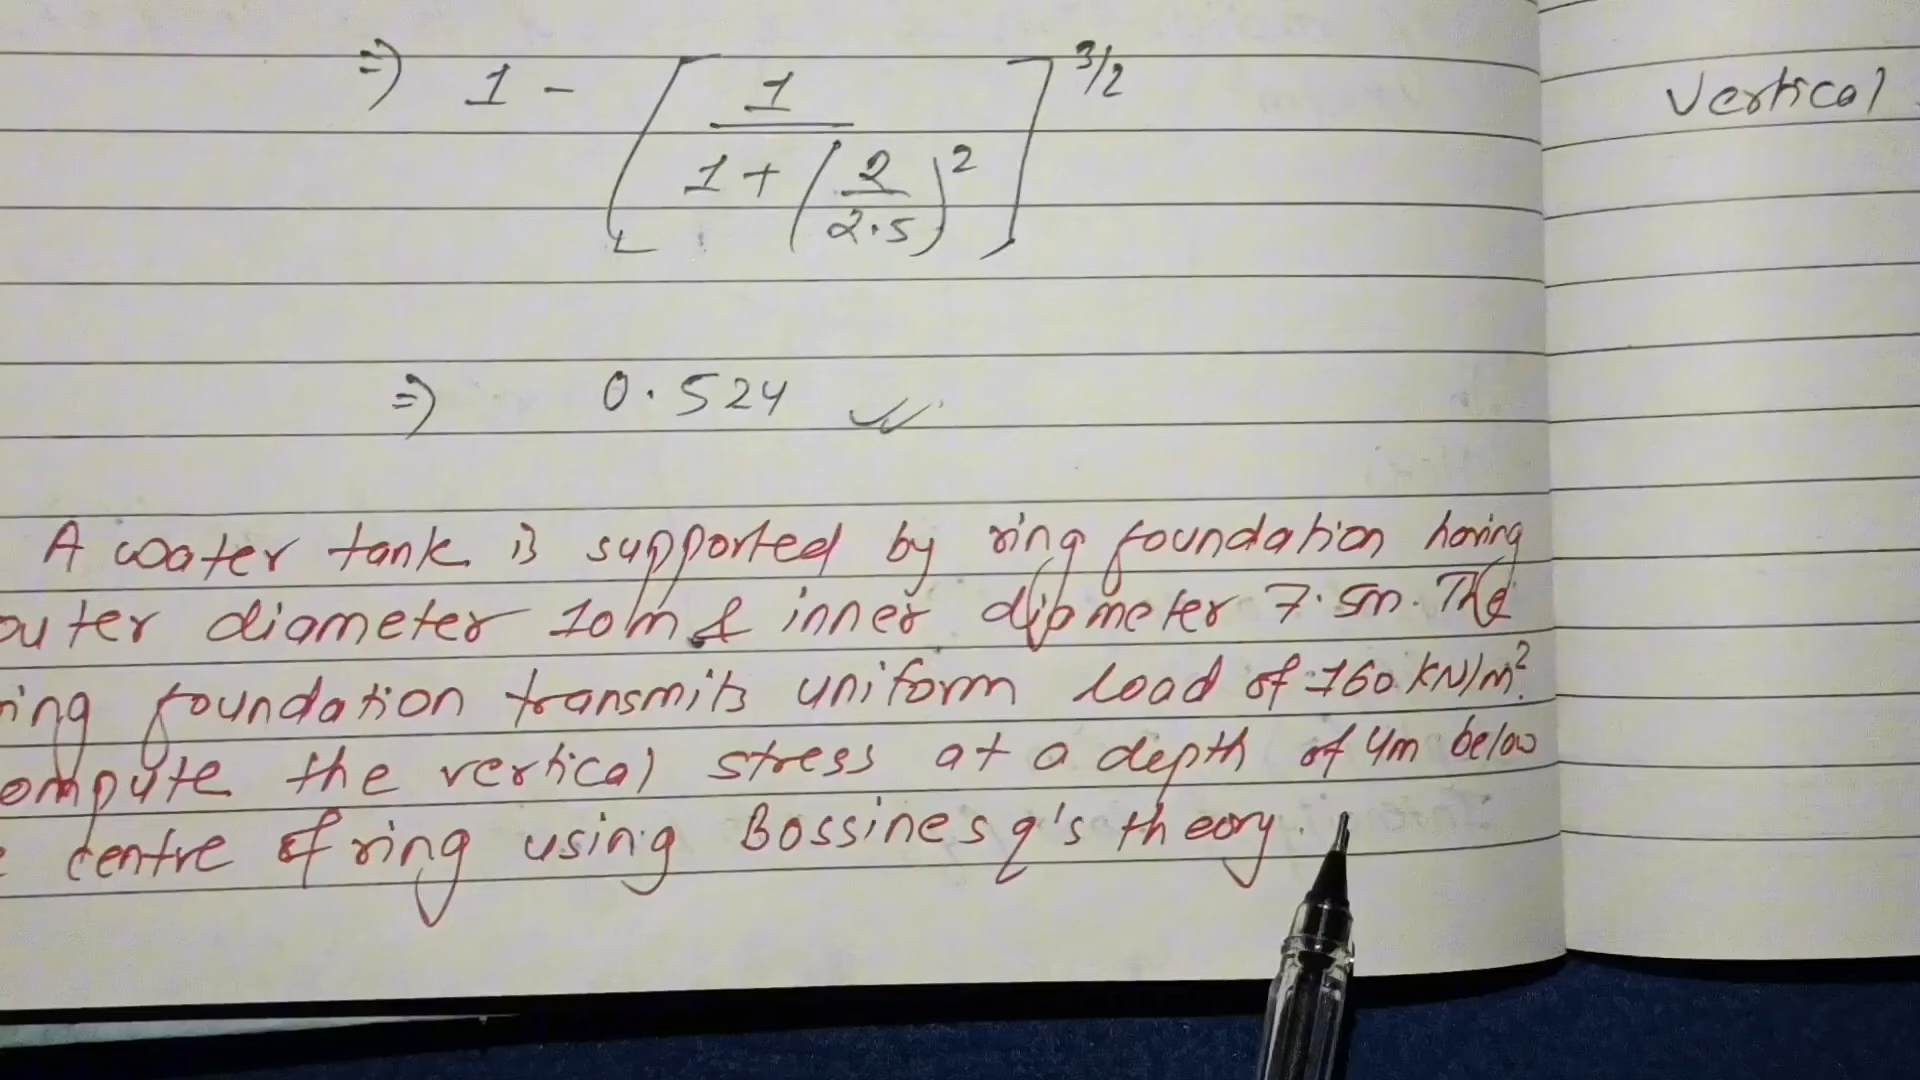 ⇒ 1 - [ 1 / 1 + (2/2.5)² ]^3/2
Vertical
⇒ 0.524
A water tank is supported by ring foundation having
outer diameter 10m & inner diameter 7.5m. The
ring foundation transmits uniform load of 160 kN/m².
ompute the vertical stress at a depth of 4m below
e centre of ring using Bossinesq's theory.